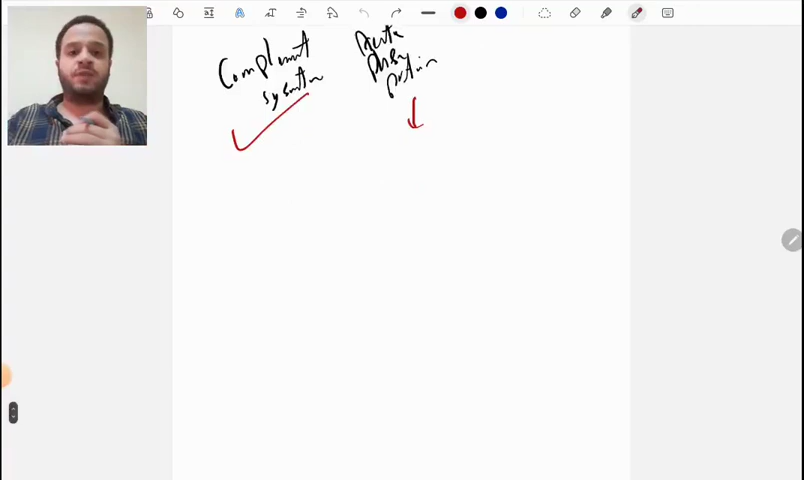 Complement
system
Acute
phase
protein